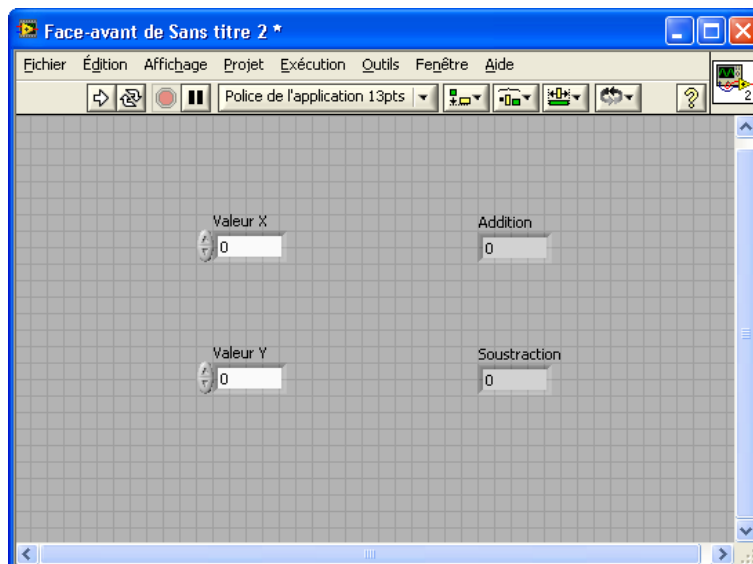 Face-avant de Sans titre 2 *
Fichier Édition Affichage Projet Exécution Outils Fenêtre Aide
Police de l'application 13pts
2
Valeur X
0
Addition
0
Valeur Y
0
Soustraction
0